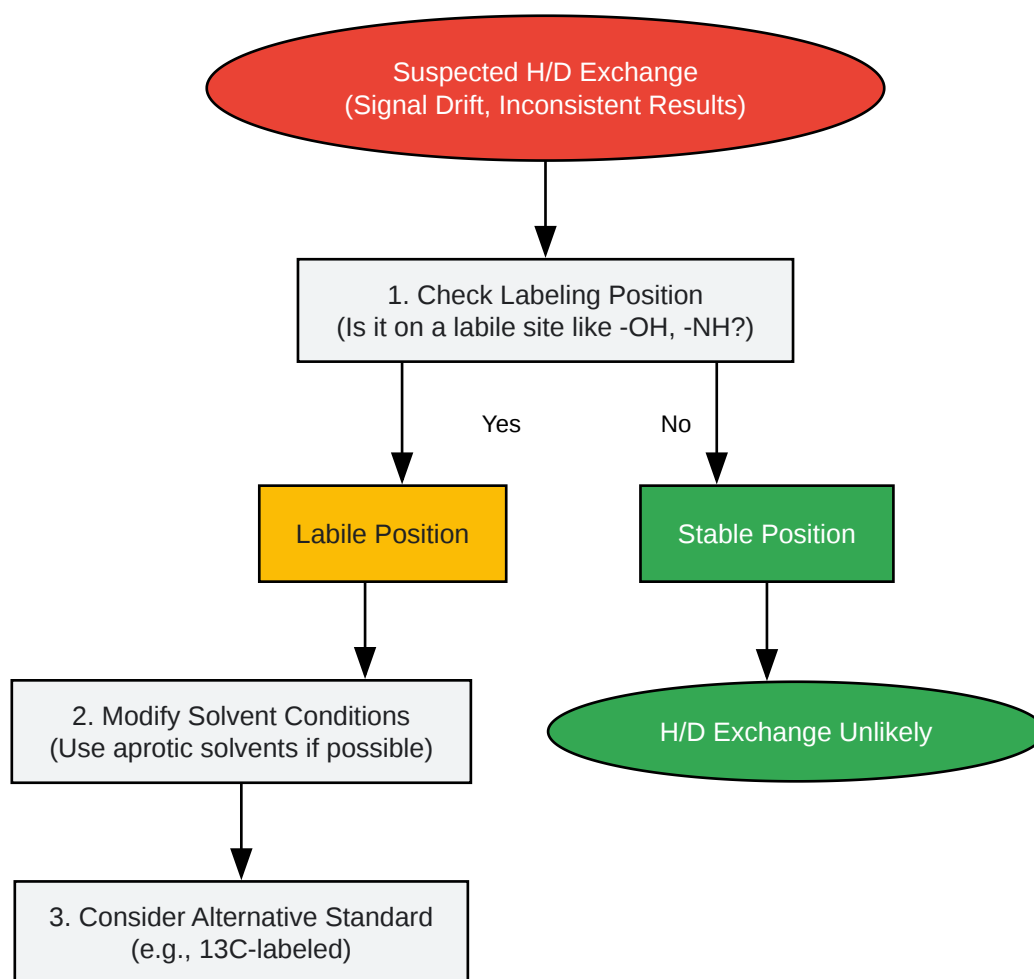 Suspected H/D Exchange
(Signal Drift, Inconsistent Results)
1. Check Labeling Position
(Is it on a labile site like -OH, -NH?)
Yes
No
Labile Position
Stable Position
2. Modify Solvent Conditions
(Use aprotic solvents if possible)
H/D Exchange Unlikely
3. Consider Alternative Standard
(e.g., 13C-labeled)